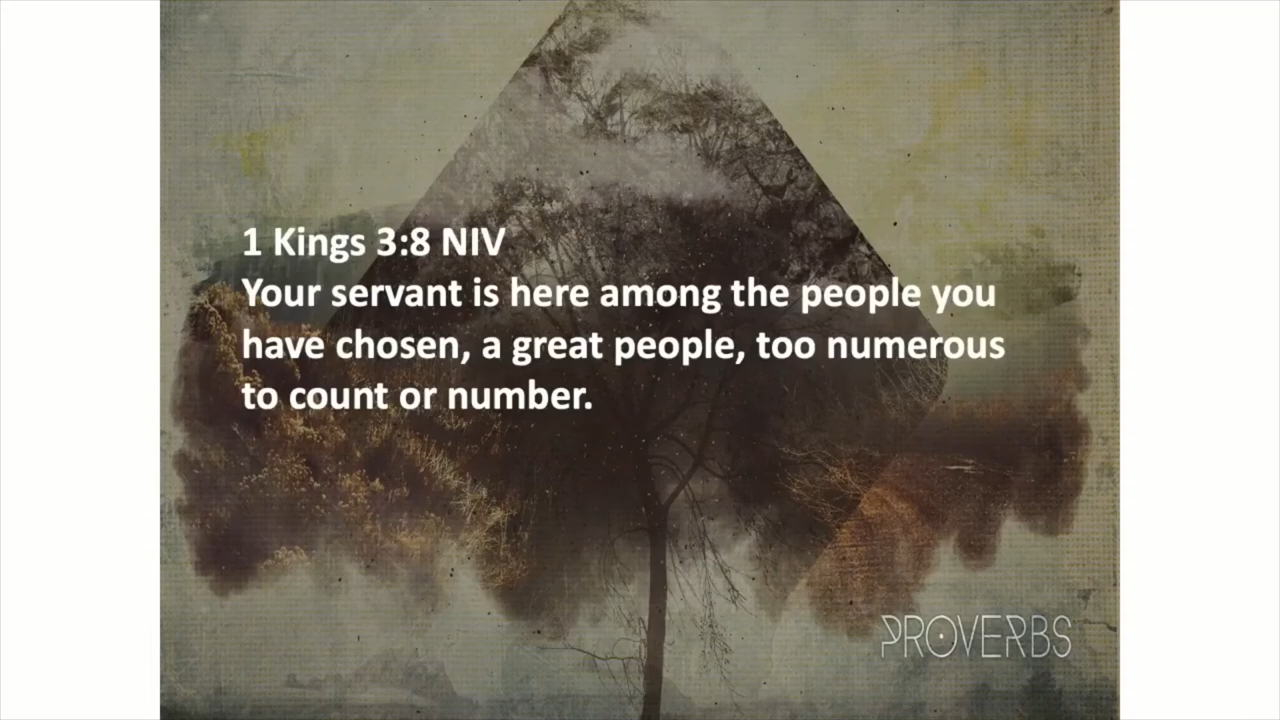 1 Kings 3:8 NIV
Your servant is here among the people you
have chosen, a great people, too numerous
to count or number.
PROVERBS